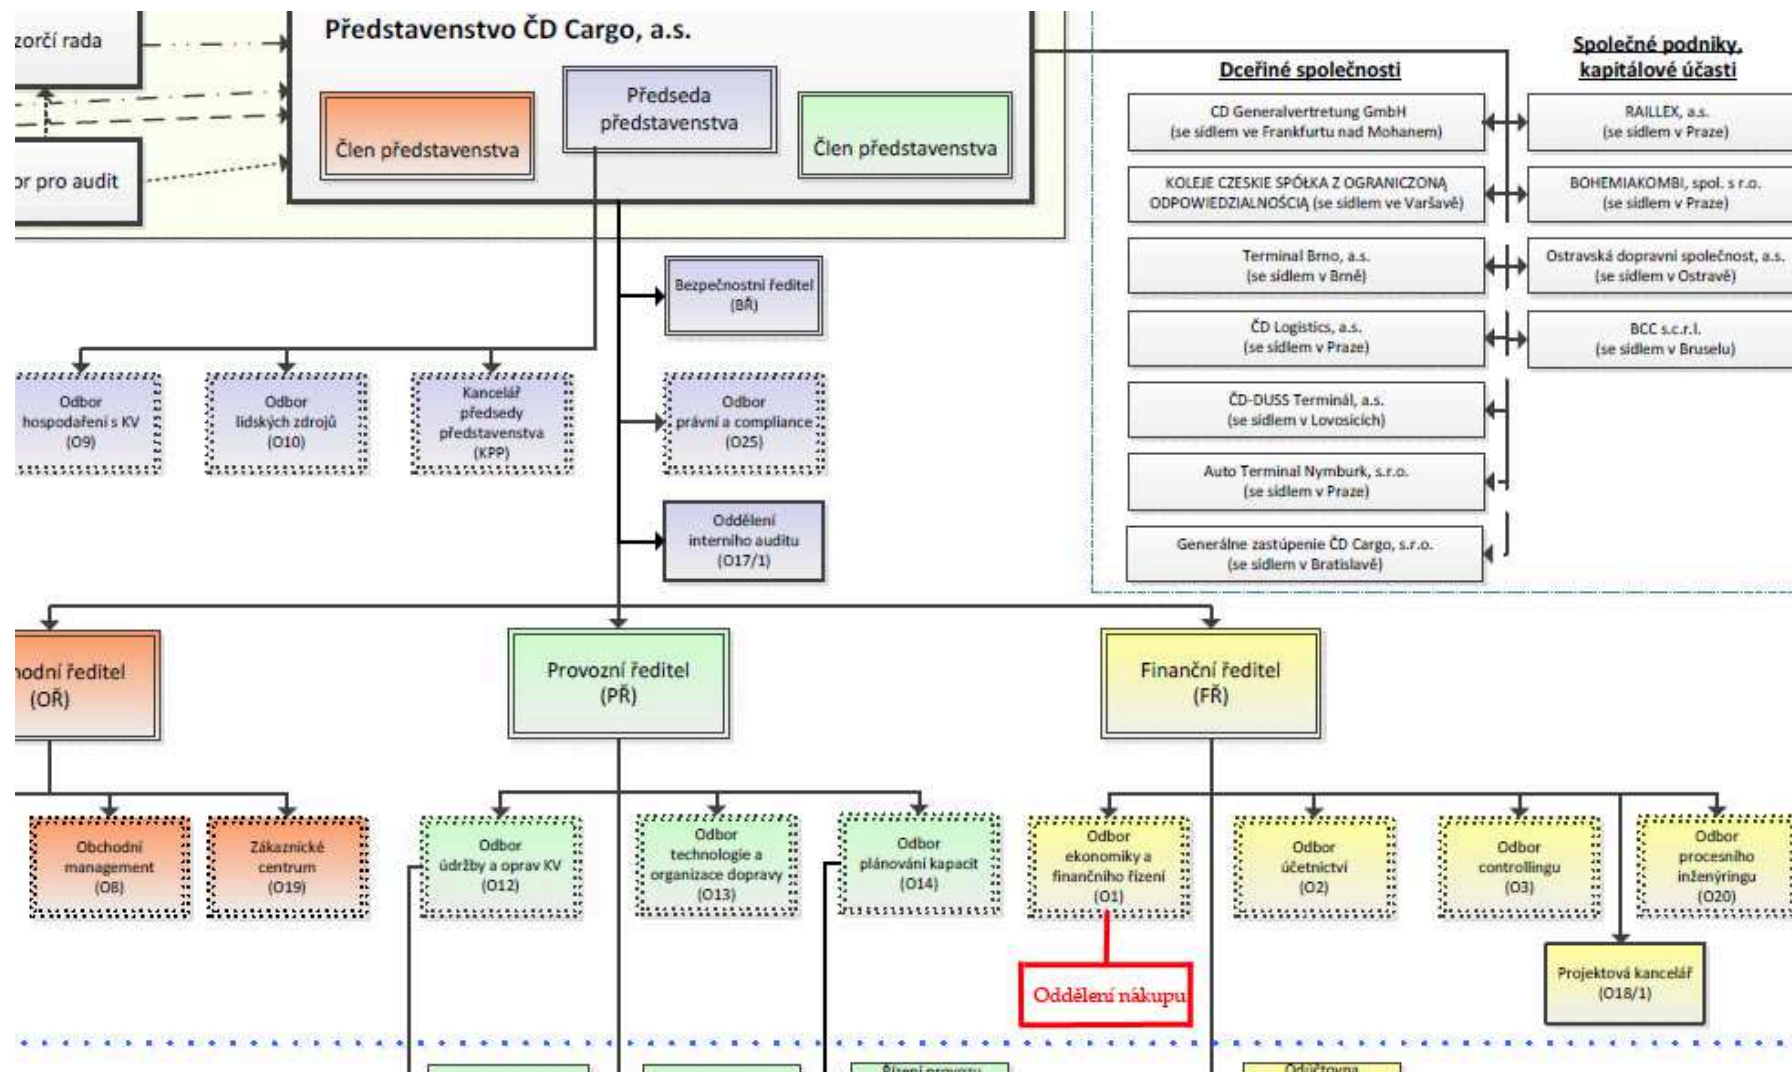 Představenstvo ČD Cargo, a.s.
zorčí rada
or pro audit
Člen představenstva
Předseda
představenstva
Člen představenstva
Dceřiné společnosti
CD Generalvertretung GmbH
(se sídlem ve Frankfurtu nad Mohanem)
KOLEJE CZESKIE SPÓŁKA Z OGRANICZONĄ
ODPOWIEDZIALNOŚCIĄ (se sídlem ve Varšavě)
Terminal Brno, a.s.
(se sídlem v Brně)
ČD Logistics, a.s.
(se sídlem v Praze)
ČD-DUSS Terminál, a.s.
(se sídlem v Lovosicích)
Auto Terminal Nymburk, s.r.o.
(se sídlem v Praze)
Generálne zastúpenie ČD Cargo, s.r.o.
(se sídlem v Bratislavě)
Společné podniky,
kapitálové účasti
RAILLEX, a.s.
(se sídlem v Praze)
BOHEMIAKOMBI, spol. s r.o.
(se sídlem v Praze)
Ostravská dopravní společnost, a.s.
(se sídlem v Ostravě)
BCC s.c.r.l.
(se sídlem v Bruselu)
Bezpečnostní ředitel
(BŘ)
Odbor
hospodaření s KV
(O9)
Odbor
lidských zdrojů
(O10)
Kancelář
předsedy
představenstva
(KPP)
Odbor
právní a compliance
(O25)
Oddělení
interního auditu
(O17/1)
hodní ředitel
(OŘ)
Provozní ředitel
(PŘ)
Finanční ředitel
(FŘ)
Obchodní
management
(O8)
Zákaznické
centrum
(O19)
Odbor
údržby a oprav KV
(O12)
Odbor
technologie a
organizace dopravy
(O13)
Odbor
plánování kapacit
(O14)
Odbor
ekonomiky a
finančního řízení
(O1)
Odbor
účetnictví
(O2)
Odbor
controllingu
(O3)
Odbor
procesního
inženýringu
(O20)
Oddělení nákupu
Projektová kancelář
(O18/1)
Řízení provozu
Odúčtovna